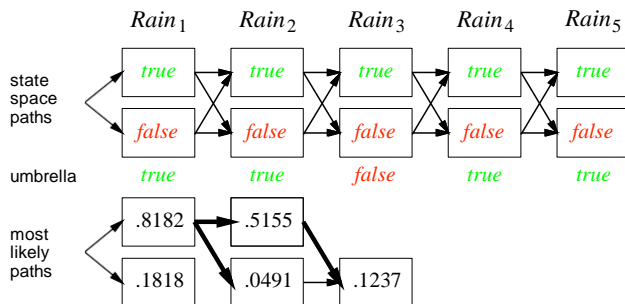 Rain1 Rain2 Rain3 Rain4 Rain5
state space paths
true true true true true
false false false false false
umbrella true true false true true
most likely paths
.8182 .5155
.1818 .0491 .1237